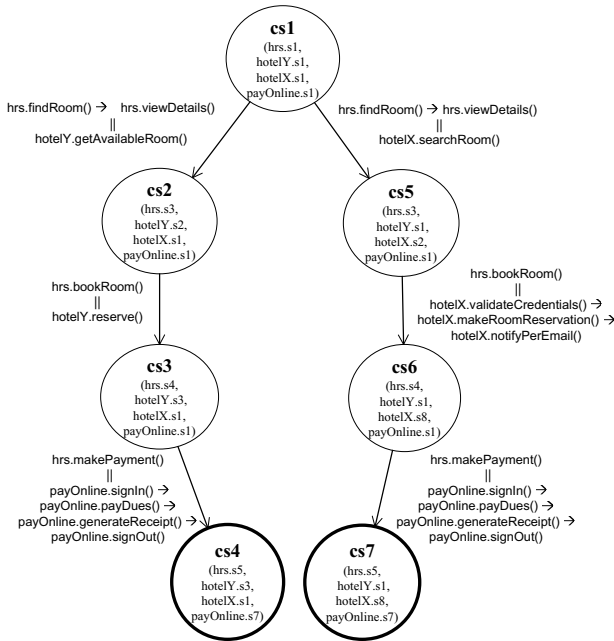 cs1
(hrs.s1,
hotelY.s1,
hotelX.s1,
payOnline.s1)
hrs.findRoom() → hrs.viewDetails()
||
hotelY.getAvailableRoom()
hrs.findRoom() → hrs.viewDetails()
||
hotelX.searchRoom()
cs2
(hrs.s3,
hotelY.s2,
hotelX.s1,
payOnline.s1)
cs5
(hrs.s3,
hotelY.s1,
hotelX.s2,
payOnline.s1)
hrs.bookRoom()
||
hotelY.reserve()
hrs.bookRoom()
||
hotelX.validateCredentials() →
hotelX.makeRoomReservation() →
hotelX.notifyPerEmail()
cs3
(hrs.s4,
hotelY.s3,
hotelX.s1,
payOnline.s1)
cs6
(hrs.s4,
hotelY.s1,
hotelX.s8,
payOnline.s1)
hrs.makePayment()
||
payOnline.signIn() →
payOnline.payDues() →
payOnline.generateReceipt() →
payOnline.signOut()
hrs.makePayment()
||
payOnline.signIn() →
payOnline.payDues() →
payOnline.generateReceipt() →
payOnline.signOut()
cs4
(hrs.s5,
hotelY.s3,
hotelX.s1,
payOnline.s7)
cs7
(hrs.s5,
hotelY.s1,
hotelX.s8,
payOnline.s7)